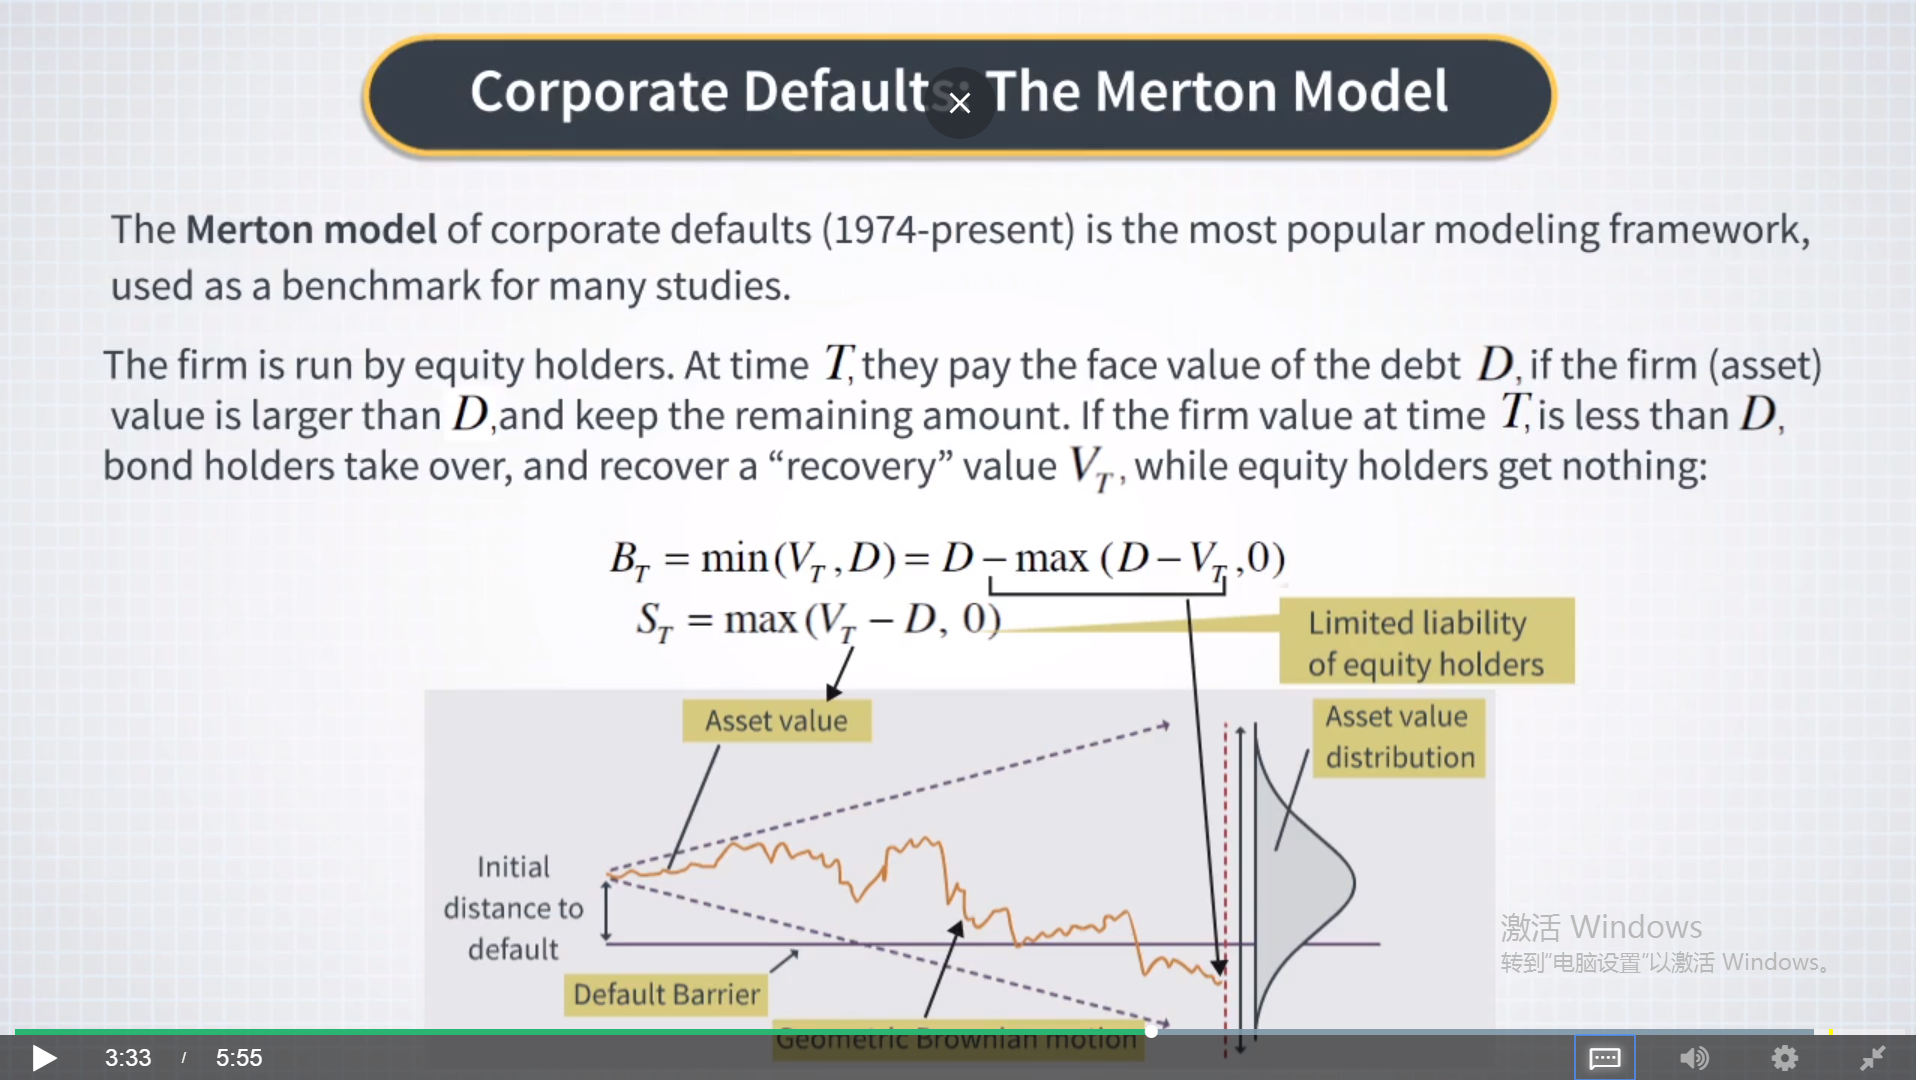 Corporate Defaults: The Merton Model
The Merton model of corporate defaults (1974-present) is the most popular modeling framework,
used as a benchmark for many studies.
The firm is run by equity holders. At time T, they pay the face value of the debt D, if the firm (asset)
value is larger than D,and keep the remaining amount. If the firm value at time T, is less than D,
bond holders take over, and recover a “recovery” value V_T, while equity holders get nothing:
B_T = min(V_T, D) = D – max (D – V_T, 0)
S_T = max(V_T – D, 0)
Limited liability
of equity holders
Asset value
Asset value
distribution
Initial
distance to
default
Default Barrier
Geometric Brownian motion
激活 Windows
转到“电脑设置”以激活 Windows。
3:33 / 5:55